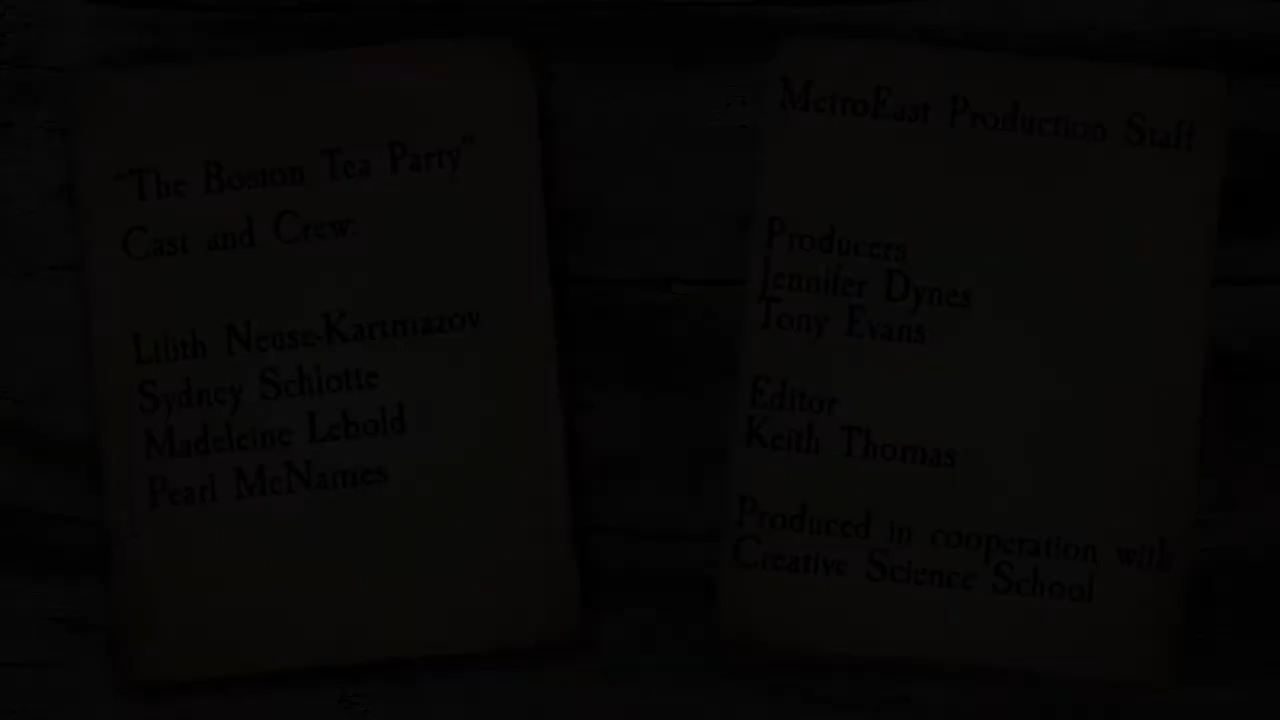 "The Boston Tea Party"
Cast and Crew:
Lilith Neuse-Kartmazov
Sydney Schlotte
Madeleine Lebold
Pearl McNames
MetroEast Production Staff
Producers
Jennifer Dynes
Tony Evans
Editor
Keith Thomas
Produced in cooperation with
Creative Science School